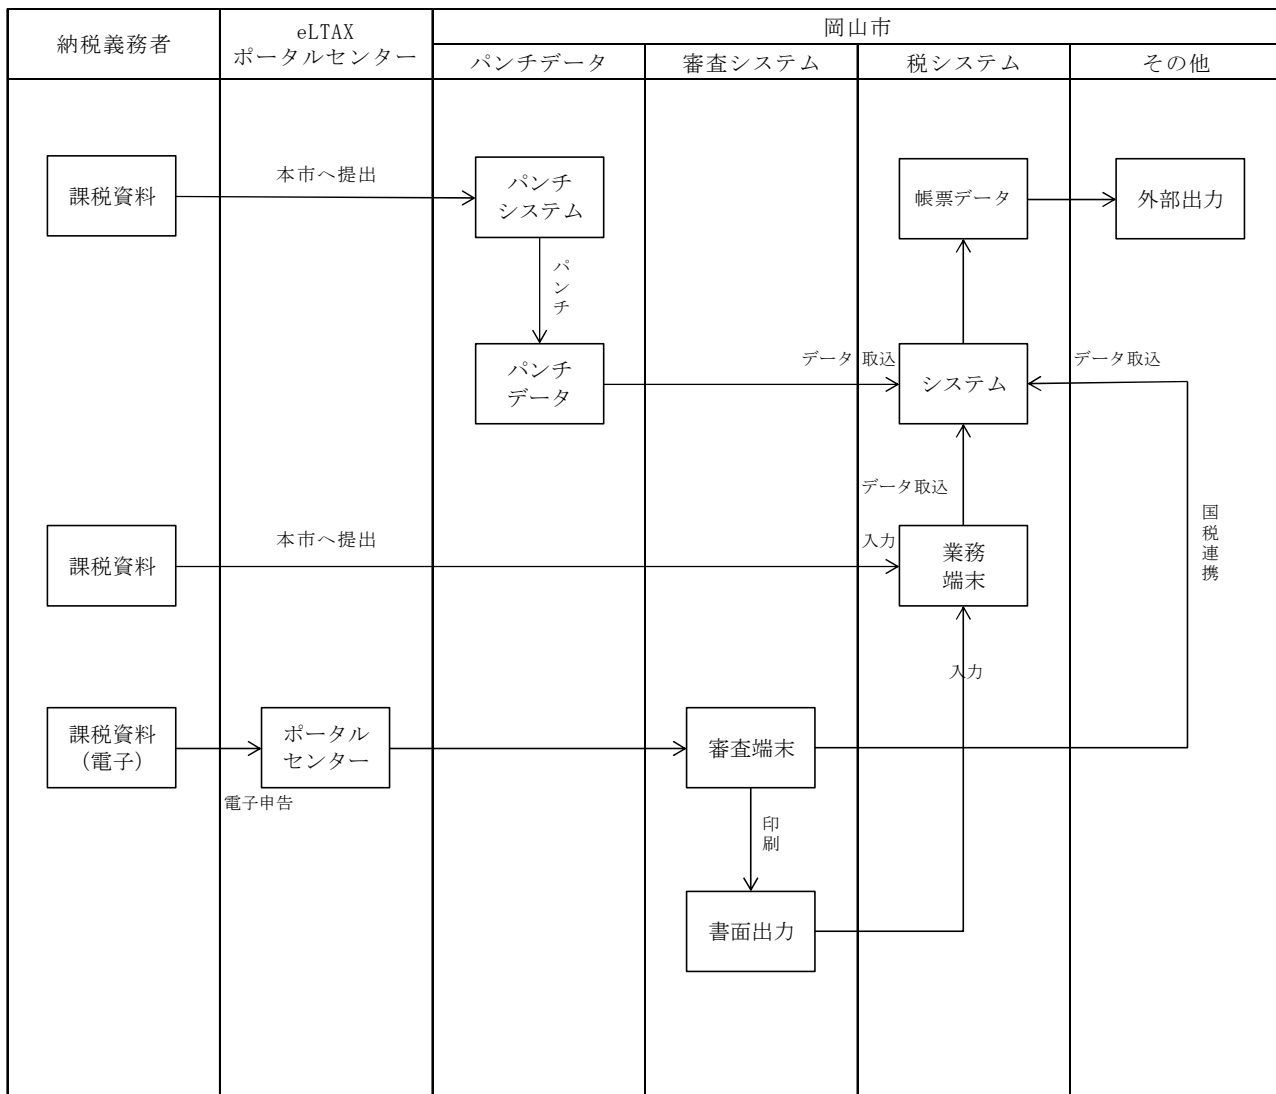 納税義務者
eLTAX
ポータルセンター
岡山市
パンチデータ
審査システム
税システム
その他
課税資料
本市へ提出
パンチ
システム
帳票データ
外部出力
パンチ
パンチ
データ
データ取込
システム
データ取込
データ取込
課税資料
本市へ提出
入力
業務
端末
国税連携
入力
課税資料
(電子)
電子申告
ポータル
センター
審査端末
印刷
書面出力